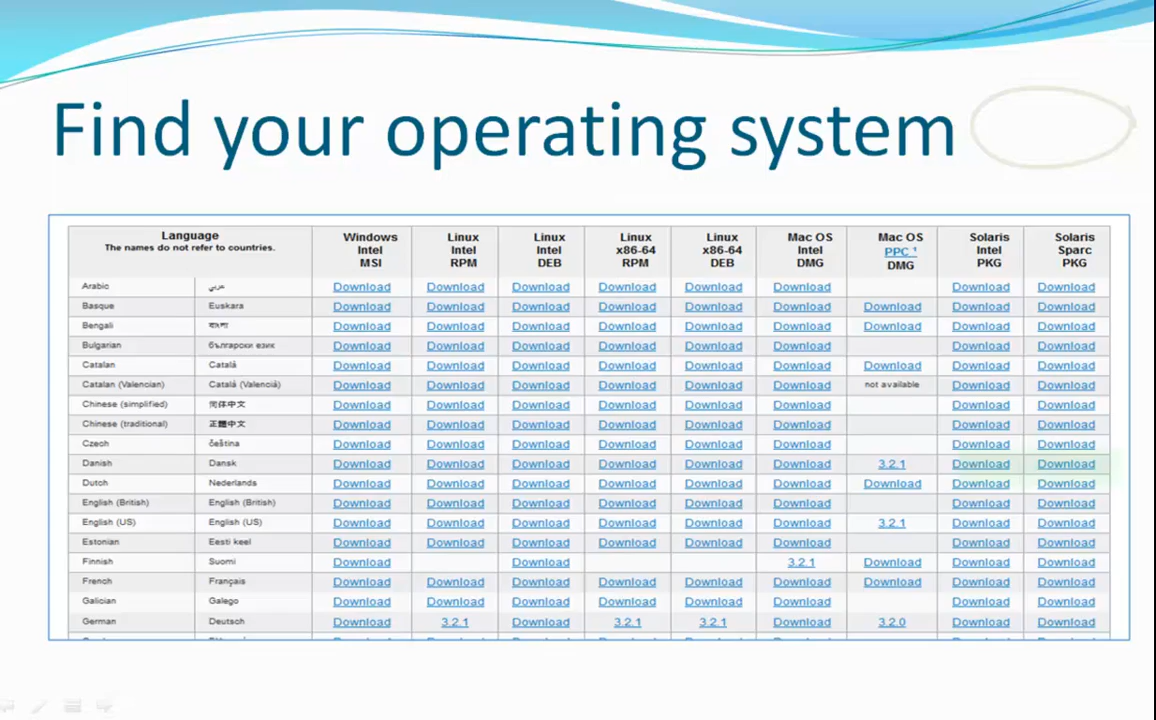 Find your operating system
Language
The names do not refer to countries.
Windows Intel MSI
Linux Intel RPM
Linux Intel DEB
Linux x86-64 RPM
Linux x86-64 DEB
Mac OS Intel DMG
Mac OS PPC ¹ DMG
Solaris Intel PKG
Solaris Sparc PKG
Arabic عربي Download Download Download Download Download Download Download Download
Basque Euskara Download Download Download Download Download Download Download Download Download
Bengali বাংলা Download Download Download Download Download Download Download Download Download
Bulgarian български език Download Download Download Download Download Download Download Download
Catalan Català Download Download Download Download Download Download Download Download Download
Catalan (Valencian) Català (Valencià) Download Download Download Download Download Download not available Download Download
Chinese (simplified) 简体中文 Download Download Download Download Download Download Download Download
Chinese (traditional) 正體中文 Download Download Download Download Download Download Download Download
Czech čeština Download Download Download Download Download Download Download Download
Danish Dansk Download Download Download Download Download Download 3.2.1 Download Download
Dutch Nederlands Download Download Download Download Download Download Download Download Download
English (British) English (British) Download Download Download Download Download Download Download Download
English (US) English (US) Download Download Download Download Download Download 3.2.1 Download Download
Estonian Eesti keel Download Download Download Download Download Download Download Download
Finnish Suomi Download Download 3.2.1 Download Download Download
French Français Download Download Download Download Download Download Download Download Download
Galician Galego Download Download Download Download Download Download Download Download
German Deutsch Download 3.2.1 Download 3.2.1 3.2.1 Download 3.2.0 Download Download